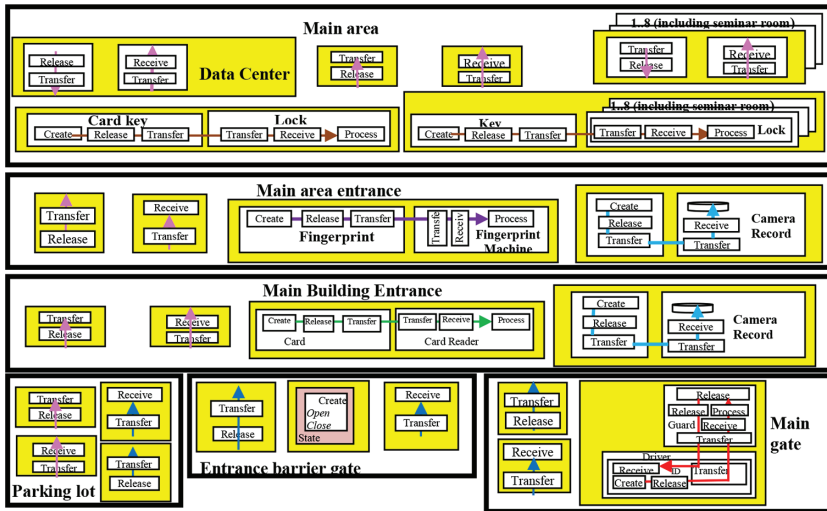 Main area
1..8 (including seminar room)
Release
Transfer
Receive
Transfer
Data Center
Transfer
Release
Receive
Transfer
Transfer
Release
Receive
Transfer
Card key
Create
Release
Transfer
Lock
Transfer
Receive
Process
Key
Create
Release
Transfer
1..8 (including seminar room)
Transfer
Receive
Process
Lock
Main area entrance
Transfer
Release
Receive
Transfer
Create
Release
Transfer
Fingerprint
Transfe
Receiv
Process
Fingerprint
Machine
Create
Release
Transfer
Receive
Transfer
Camera
Record
Main Building Entrance
Transfer
Release
Receive
Transfer
Create
Release
Transfer
Card
Transfer
Receive
Process
Card Reader
Create
Release
Transfer
Receive
Transfer
Camera
Record
Transfer
Release
Receive
Transfer
Receive
Transfer
Transfer
Release
Parking lot
Transfer
Release
Create
Open
Close
State
Receive
Transfer
Entrance barrier gate
Transfer
Release
Receive
Transfer
Main
gate
Release
Release
Process
Guard
Receive
Transfer
Driver
Receive
ID
Transfer
Create
Release